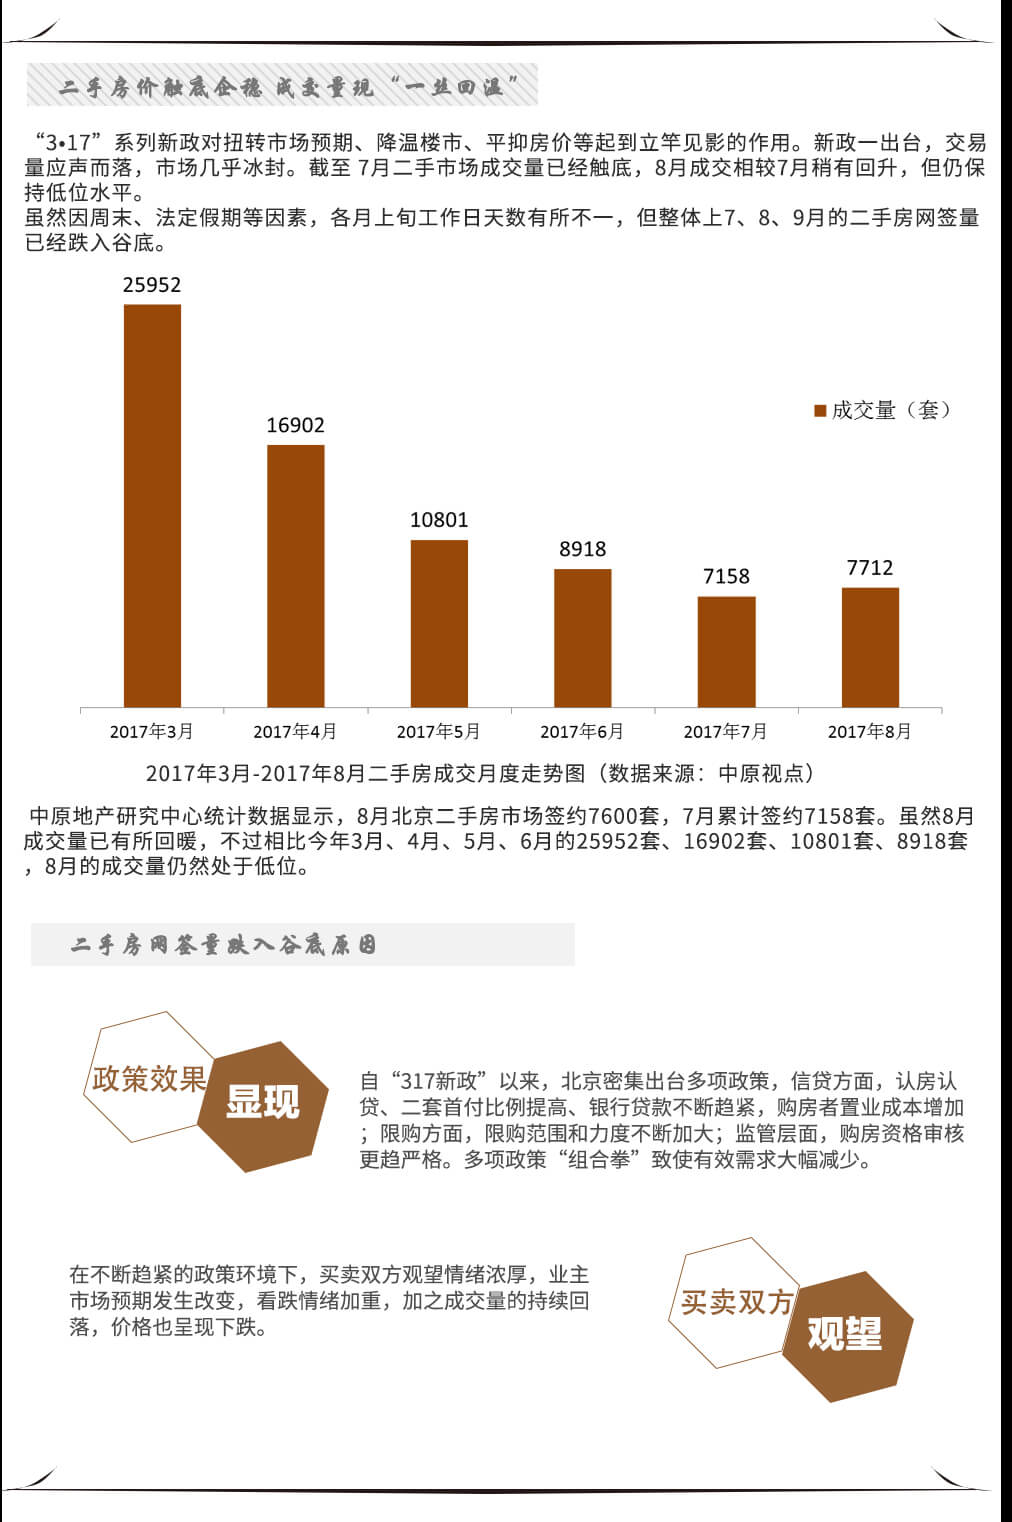 二手房价触底企稳 成交量现“一丝回温”
“3•17”系列新政对扭转市场预期、降温楼市、平抑房价等起到立竿见影的作用。新政一出台，交易
量应声而落，市场几乎冰封。截至 7月二手市场成交量已经触底，8月成交相较7月稍有回升，但仍保
持低位水平。
虽然因周末、法定假期等因素，各月上旬工作日天数有所不一，但整体上7、8、9月的二手房网签量
已经跌入谷底。
25952
16902
10801
8918
7158
7712
成交量（套）
2017年3月
2017年4月
2017年5月
2017年6月
2017年7月
2017年8月
2017年3月-2017年8月二手房成交月度走势图（数据来源：中原视点）
中原地产研究中心统计数据显示，8月北京二手房市场签约7600套，7月累计签约7158套。虽然8月
成交量已有所回暖，不过相比今年3月、4月、5月、6月的25952套、16902套、10801套、8918套
，8月的成交量仍然处于低位。
二手房网签量跌入谷底原因
政策效果
显现
自“317新政”以来，北京密集出台多项政策，信贷方面，认房认
贷、二套首付比例提高、银行贷款不断趋紧，购房者置业成本增加
；限购方面，限购范围和力度不断加大；监管层面，购房资格审核
更趋严格。多项政策“组合拳”致使有效需求大幅减少。
在不断趋紧的政策环境下，买卖双方观望情绪浓厚，业主
市场预期发生改变，看跌情绪加重，加之成交量的持续回
落，价格也呈现下跌。
买卖双方
观望